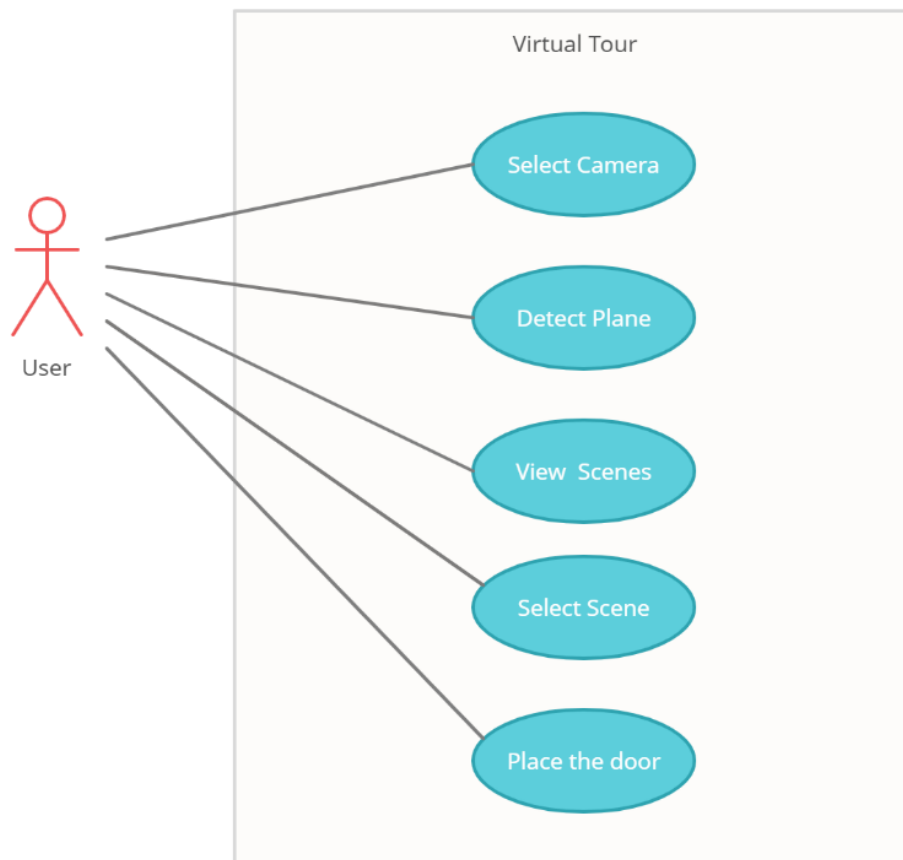 Virtual Tour
Select Camera
Detect Plane
User
View  Scenes
Select Scene
Place the door